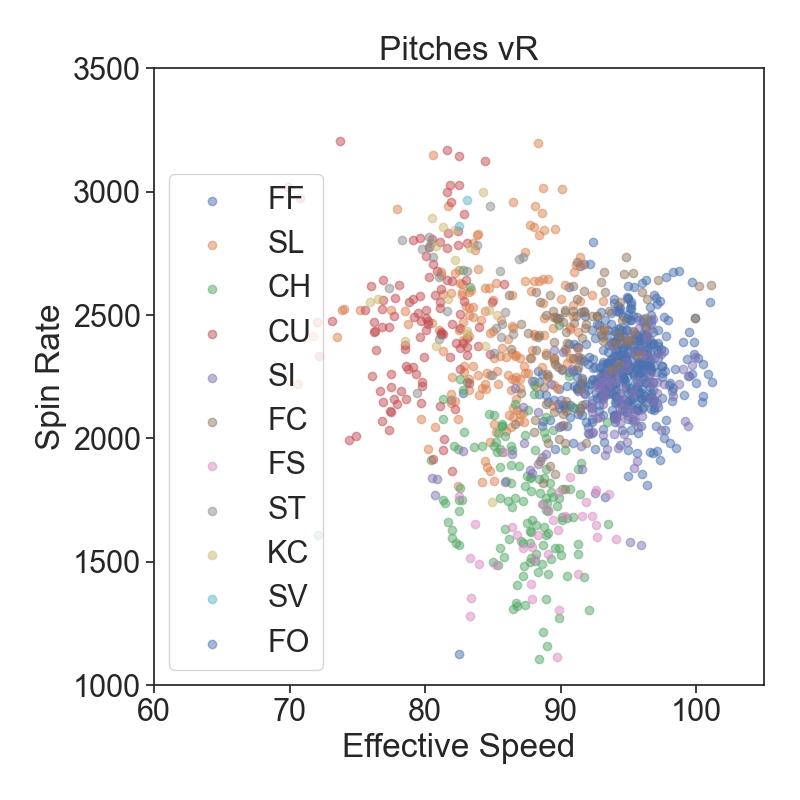 Pitches vR
Spin Rate
3500
3000
2500
2000
1500
1000
FF
SL
CH
CU
SI
FC
FS
ST
KC
SV
FO
60 70 80 90 100
Effective Speed